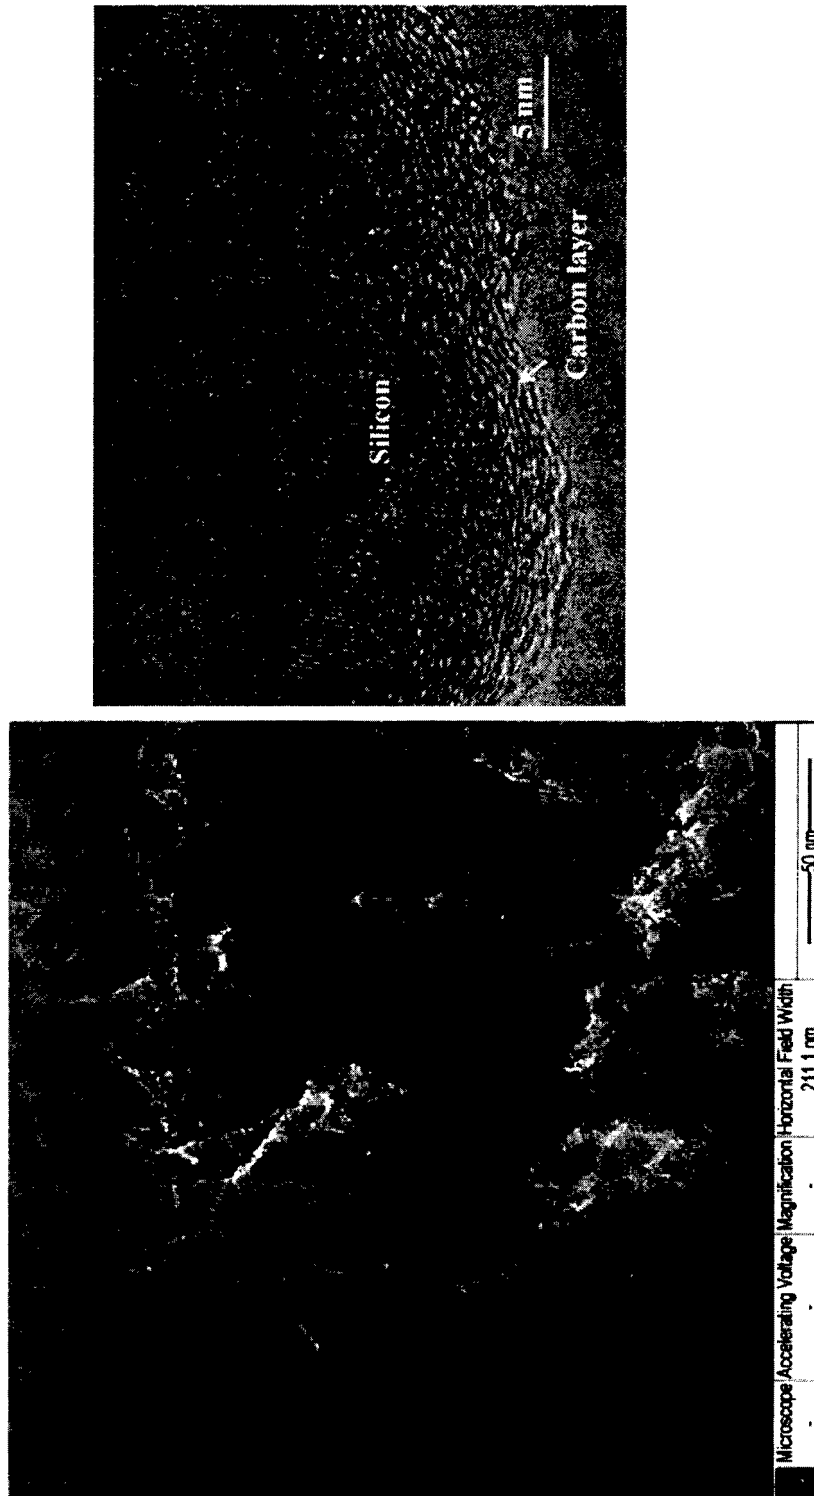 Silicon
Carbon layer
5 nm
Microscope Accelerating Voltage Magnification Horizontal Field Width
- - - 211.1 nm
50 nm